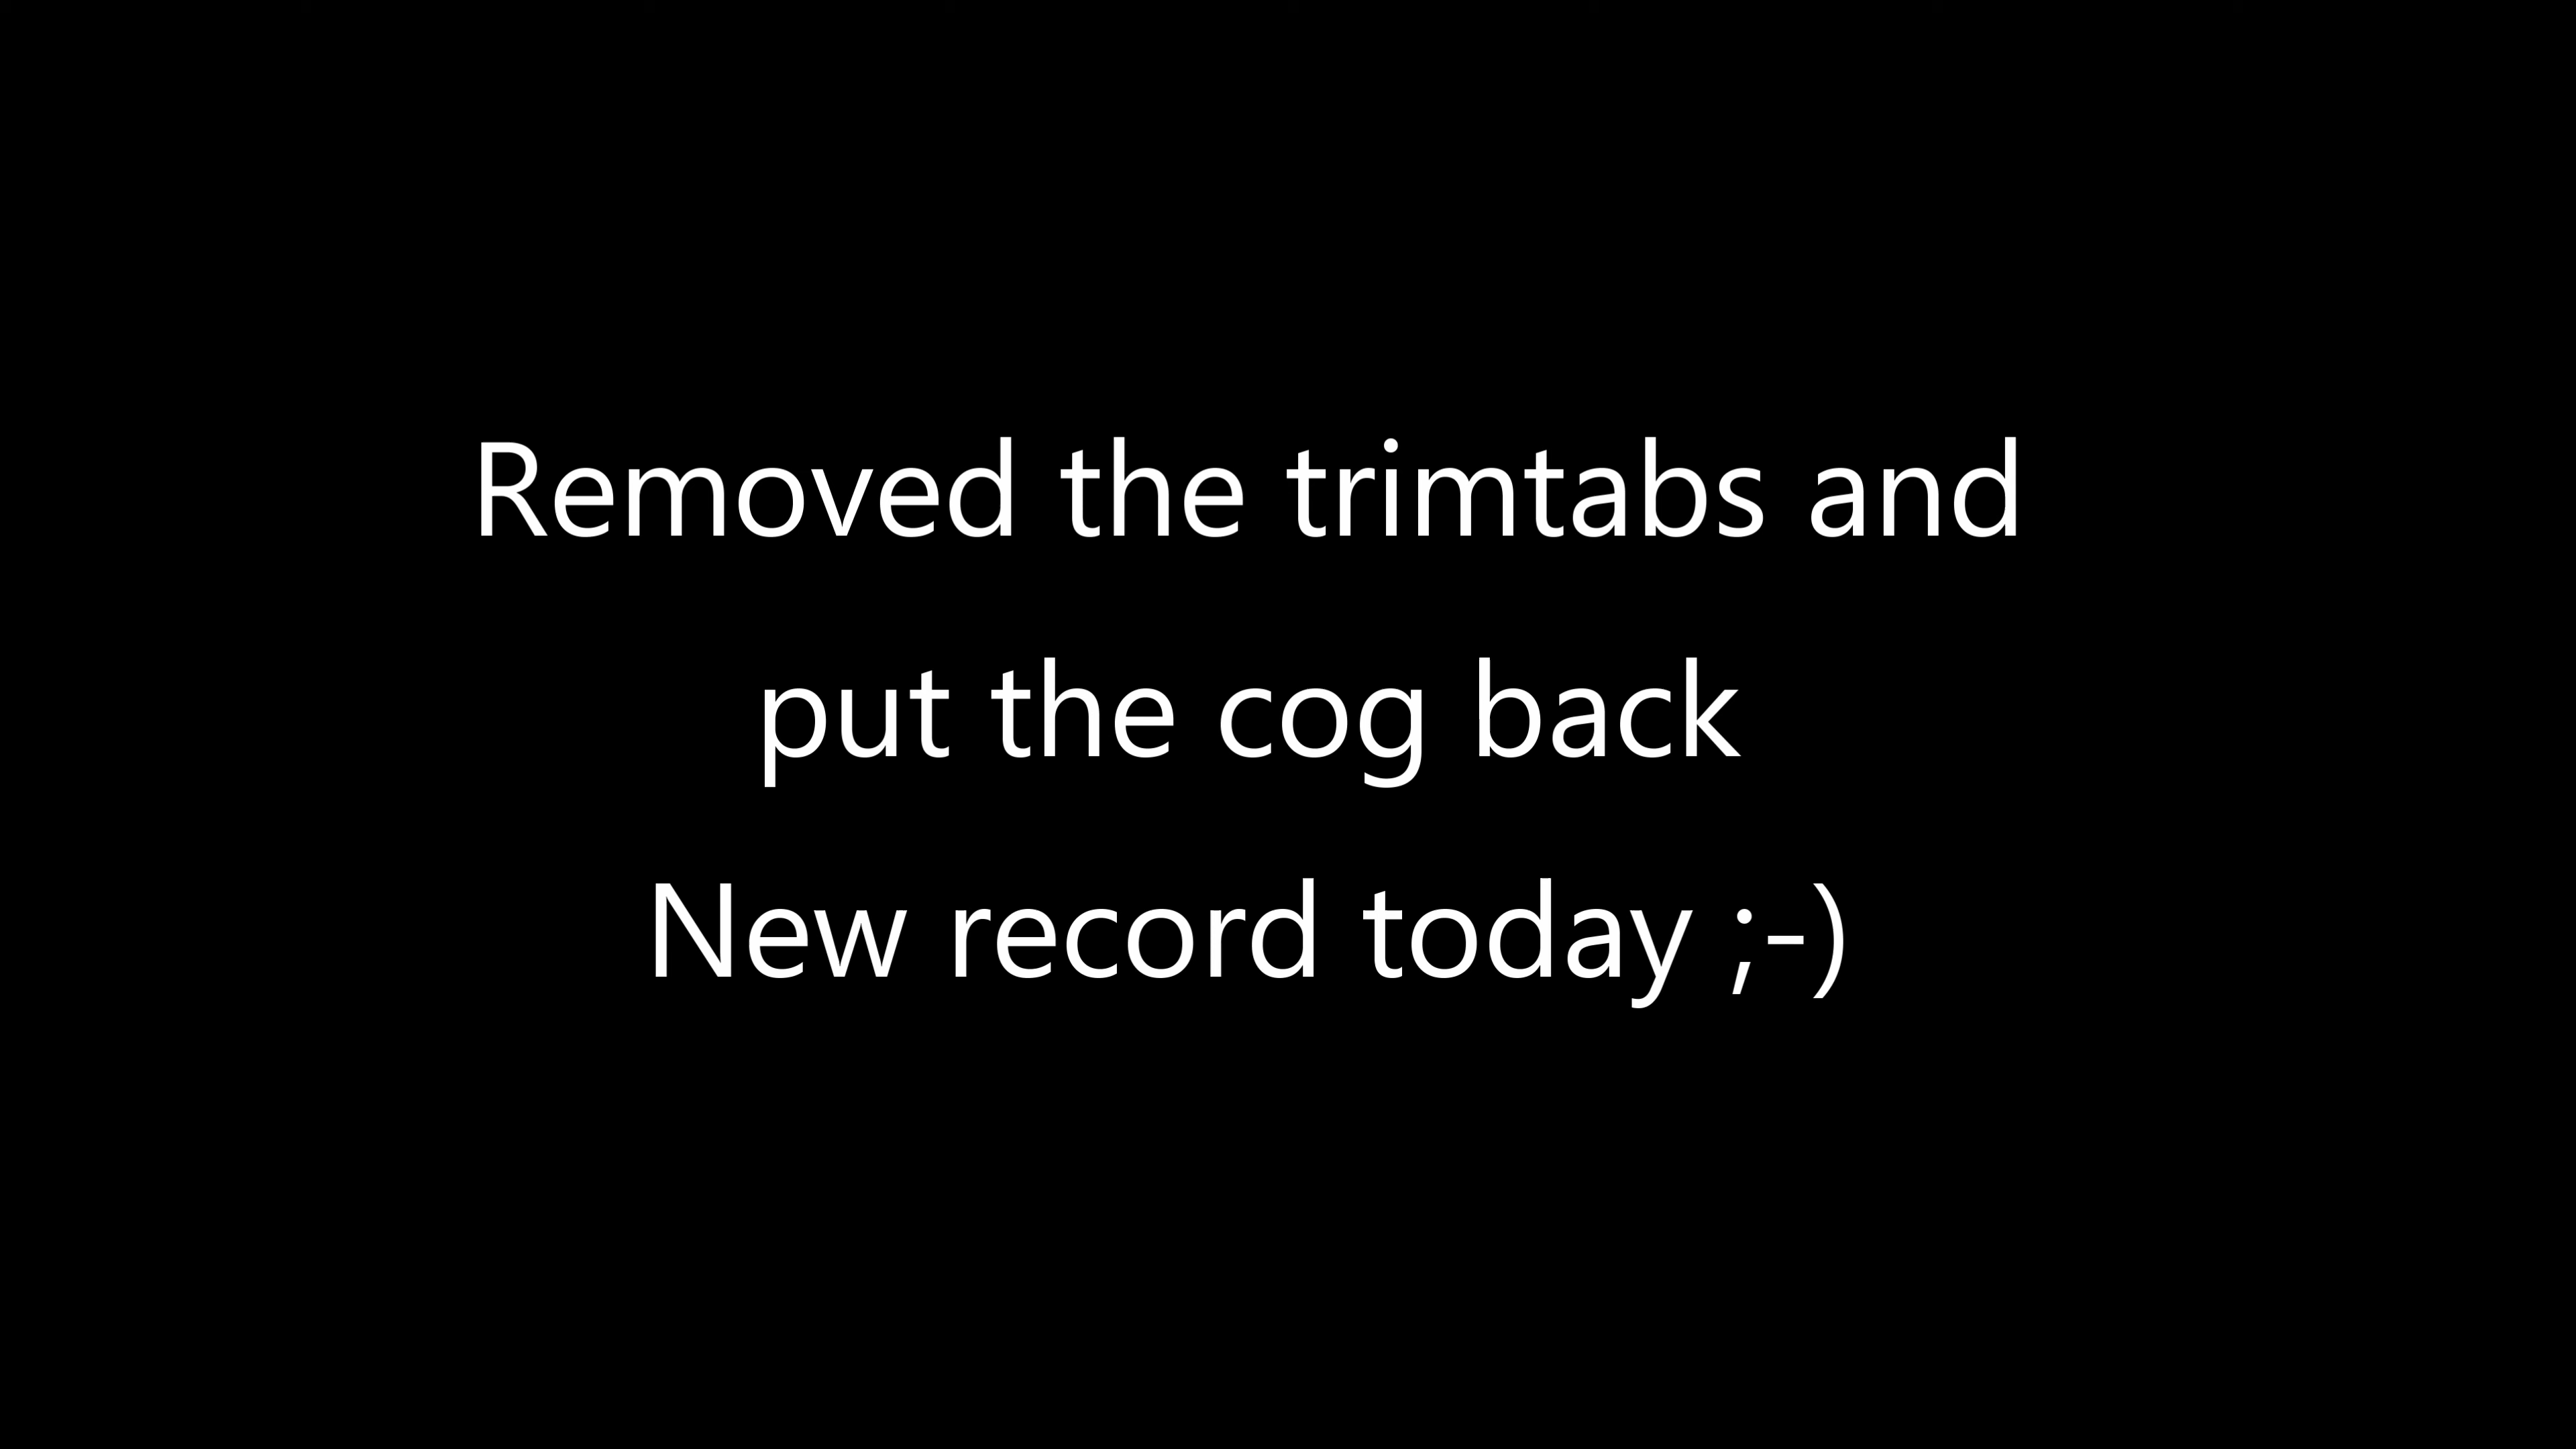 Removed the trimtabs and
put the cog back
New record today ;-)